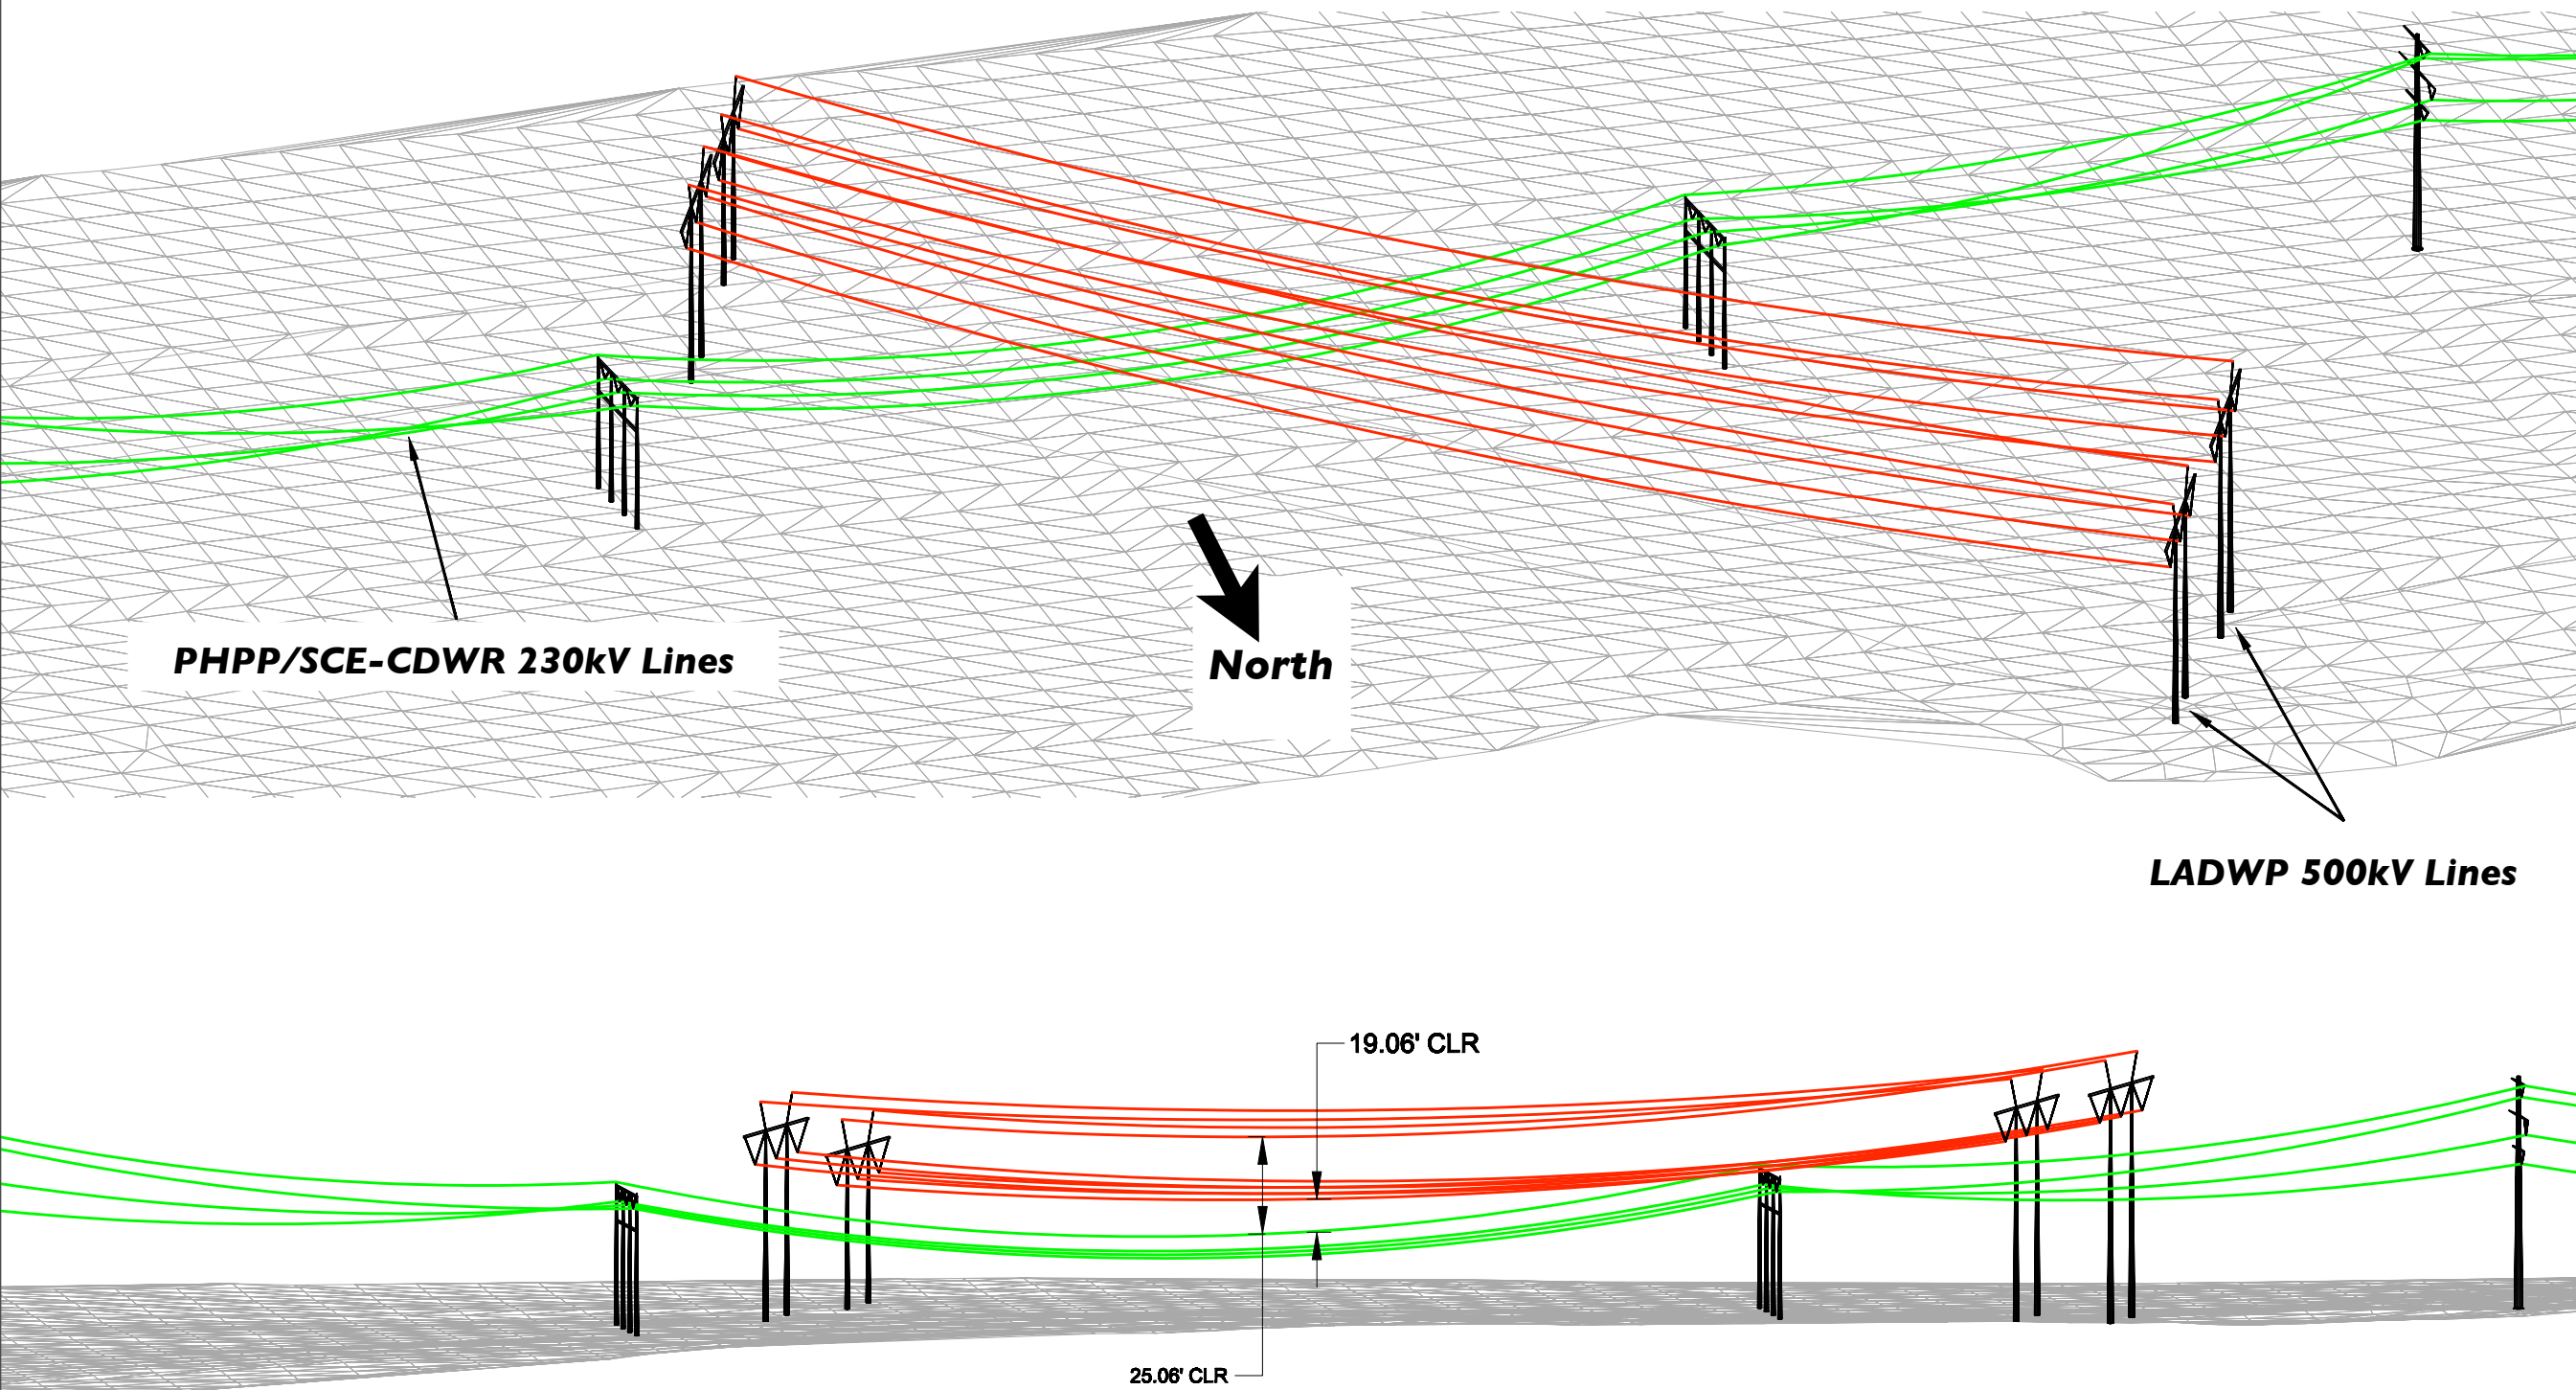 PHPP/SCE-CDWR 230kV Lines
North
LADWP 500kV Lines
19.06' CLR
25.06' CLR